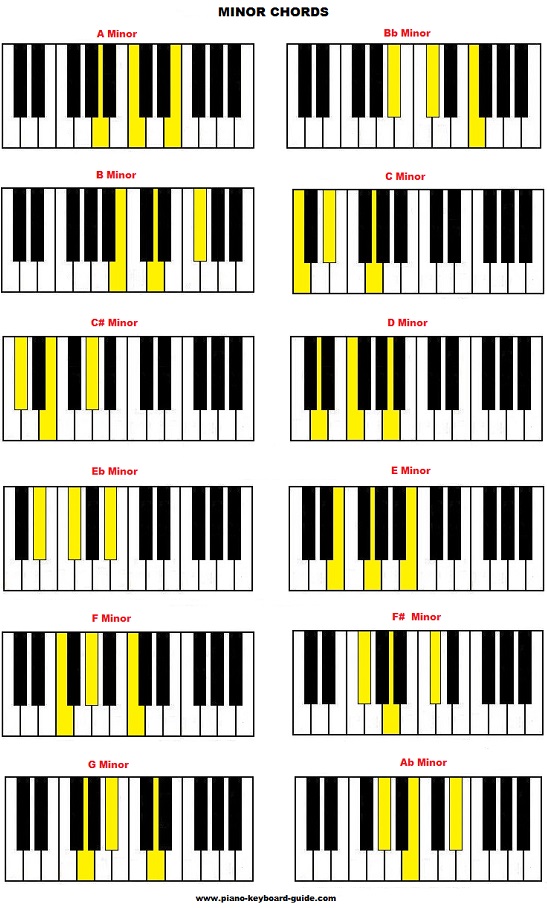 MINOR CHORDS
A Minor
Bb Minor
B Minor
C Minor
C# Minor
D Minor
Eb Minor
E Minor
F Minor
F# Minor
G Minor
Ab Minor
www.piano-keyboard-guide.com